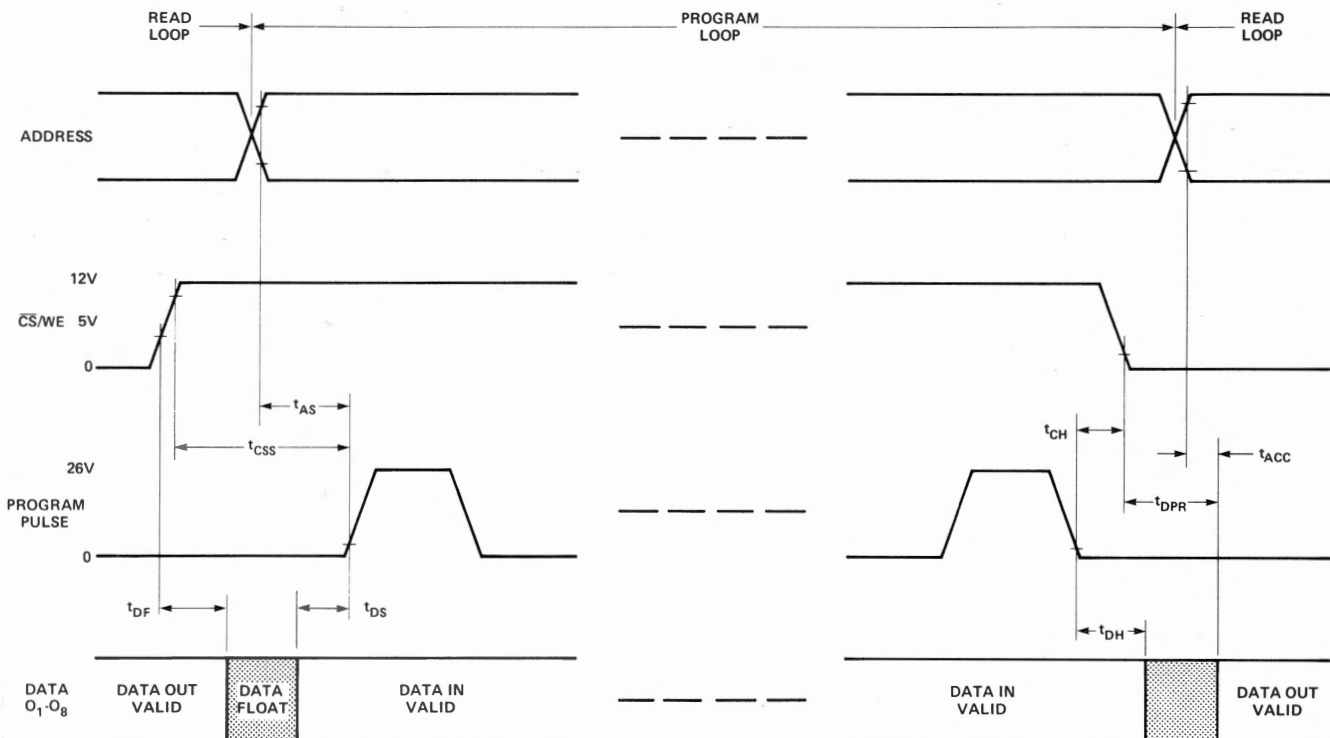 READ
LOOP
PROGRAM
LOOP
READ
LOOP
ADDRESS
12V
C̅S̅/WE 5V
0
tAS
tCSS
tCH
tACC
26V
tDPR
PROGRAM
PULSE
0
tDF
tDS
tDH
DATA
O1-O8
DATA OUT
VALID
DATA
FLOAT
DATA IN
VALID
DATA IN
VALID
DATA OUT
VALID